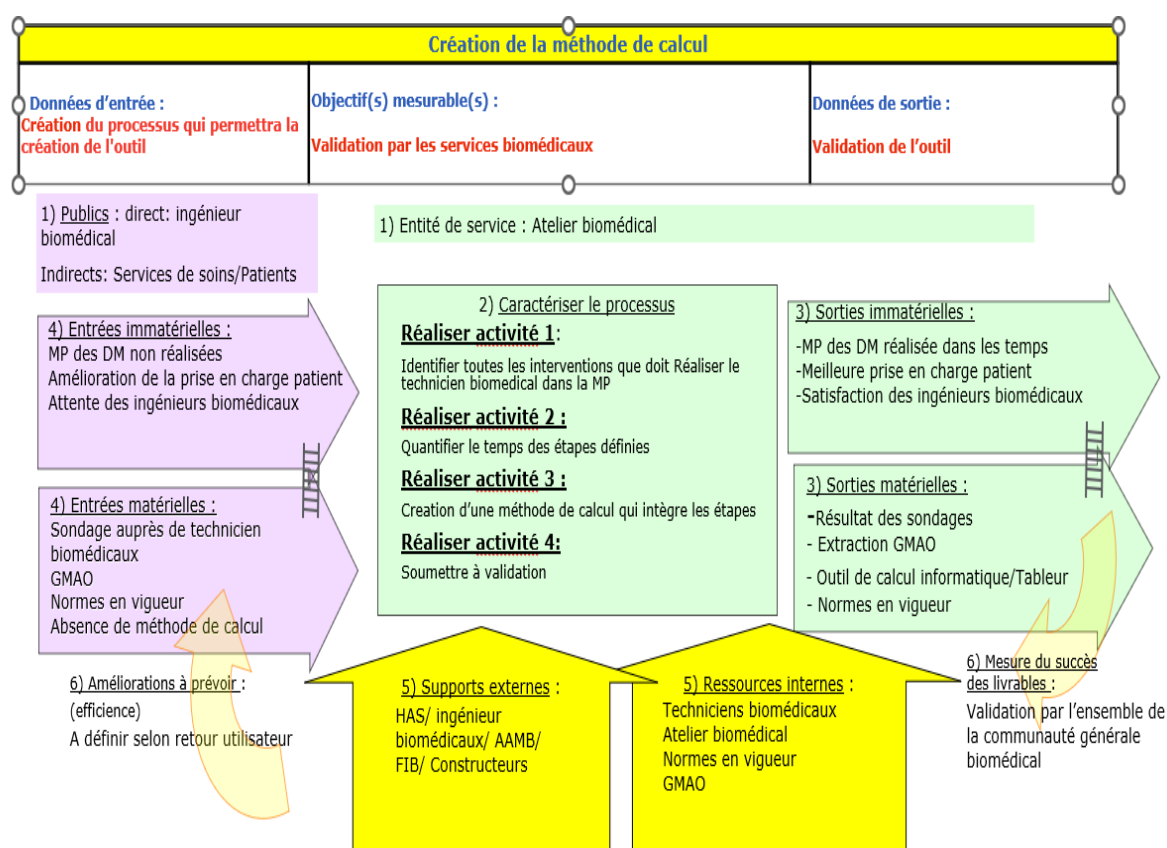 Création de la méthode de calcul
Données d'entrée :
Création du processus qui permettra la
création de l'outil
Objectif(s) mesurable(s) :
Validation par les services biomédicaux
Données de sortie :
Validation de l'outil
1) Publics : direct: ingénieur
biomédical
Indirects: Services de soins/Patients
1) Entité de service : Atelier biomédical
4) Entrées immatérielles :
MP des DM non réalisées
Amélioration de la prise en charge patient
Attente des ingénieurs biomédicaux
4) Entrées matérielles :
Sondage auprès de technicien
biomédicaux
GMAO
Normes en vigueur
Absence de méthode de calcul
2) Caractériser le processus
Réaliser activité 1:
Identifier toutes les interventions que doit Réaliser le
technicien biomedical dans la MP
Réaliser activité 2 :
Quantifier le temps des étapes définies
Réaliser activité 3 :
Creation d'une méthode de calcul qui intègre les étapes
Réaliser activité 4:
Soumettre à validation
3) Sorties immatérielles :
-MP des DM réalisée dans les temps
-Meilleure prise en charge patient
-Satisfaction des ingénieurs biomédicaux
3) Sorties matérielles :
-Résultat des sondages
- Extraction GMAO
- Outil de calcul informatique/Tableur
- Normes en vigueur
6) Améliorations à prévoir :
(efficience)
A définir selon retour utilisateur
5) Supports externes :
HAS/ ingénieur
biomédicaux/ AAMB/
FIB/ Constructeurs
5) Ressources internes :
Techniciens biomédicaux
Atelier biomédical
Normes en vigueur
GMAO
6) Mesure du succès
des livrables :
Validation par l'ensemble de
la communauté générale
biomédical